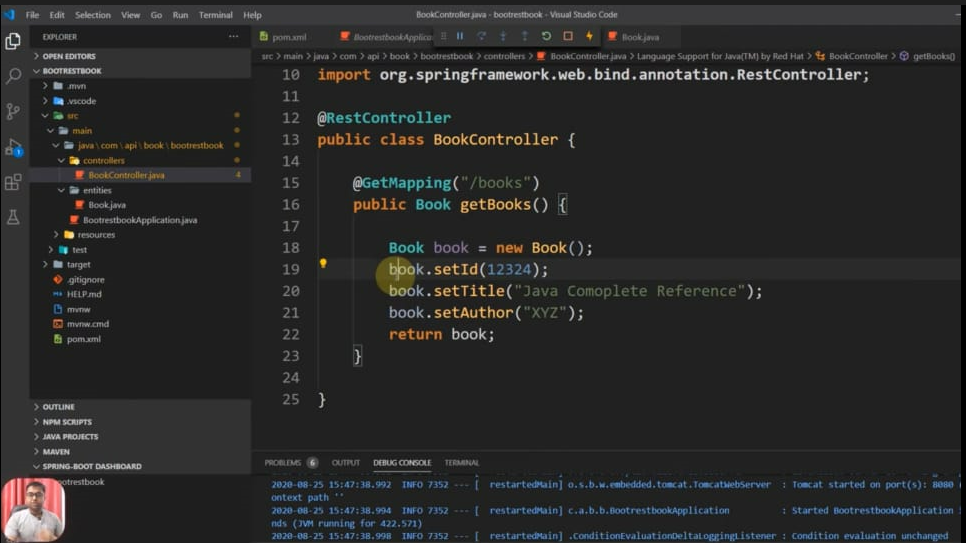 File Edit Selection View Go Run Terminal Help
BookController.java - bootrestbook - Visual Studio Code
EXPLORER
OPEN EDITORS
BOOTRESTBOOK
.mvn
.vscode
src
main
java\com\api\book\bootrestbook
controllers
BookController.java 4
entities
Book.java
BootrestbookApplication.java
resources
test
target
.gitignore
HELP.md
mvnw
mvnw.cmd
pom.xml
OUTLINE
NPM SCRIPTS
JAVA PROJECTS
MAVEN
SPRING-BOOT DASHBOARD
bootrestbook
1
pom.xml BootrestbookApplica Book.java
src > main > java > com > api > book > bootrestbook > controllers > BookController.java > Language Support for Java(TM) by Red Hat > BookController > getBooks()
10 import org.springframework.web.bind.annotation.RestController;
11
12 @RestController
13 public class BookController {
14
15 @GetMapping("/books")
16 public Book getBooks() {
17
18 Book book = new Book();
19 book.setId(12324);
20 book.setTitle("Java Comoplete Reference");
21 book.setAuthor("XYZ");
22 return book;
23 }
24
25 }
PROBLEMS 6 OUTPUT DEBUG CONSOLE TERMINAL
2020-08-25 15:47:38.992 INFO 7352 --- [ restartedMain] o.s.b.w.embedded.tomcat.TomcatWebServer : Tomcat started on port(s): 8080
ontext path ''
2020-08-25 15:47:38.994 INFO 7352 --- [ restartedMain] c.a.b.b.BootrestbookApplication : Started BootrestbookApplication
nds (JVM running for 422.571)
2020-08-25 15:47:38.996 INFO 7352 --- [ restartedMain] .ConditionEvaluationDeltaLoggingListener : Condition evaluation unchanged